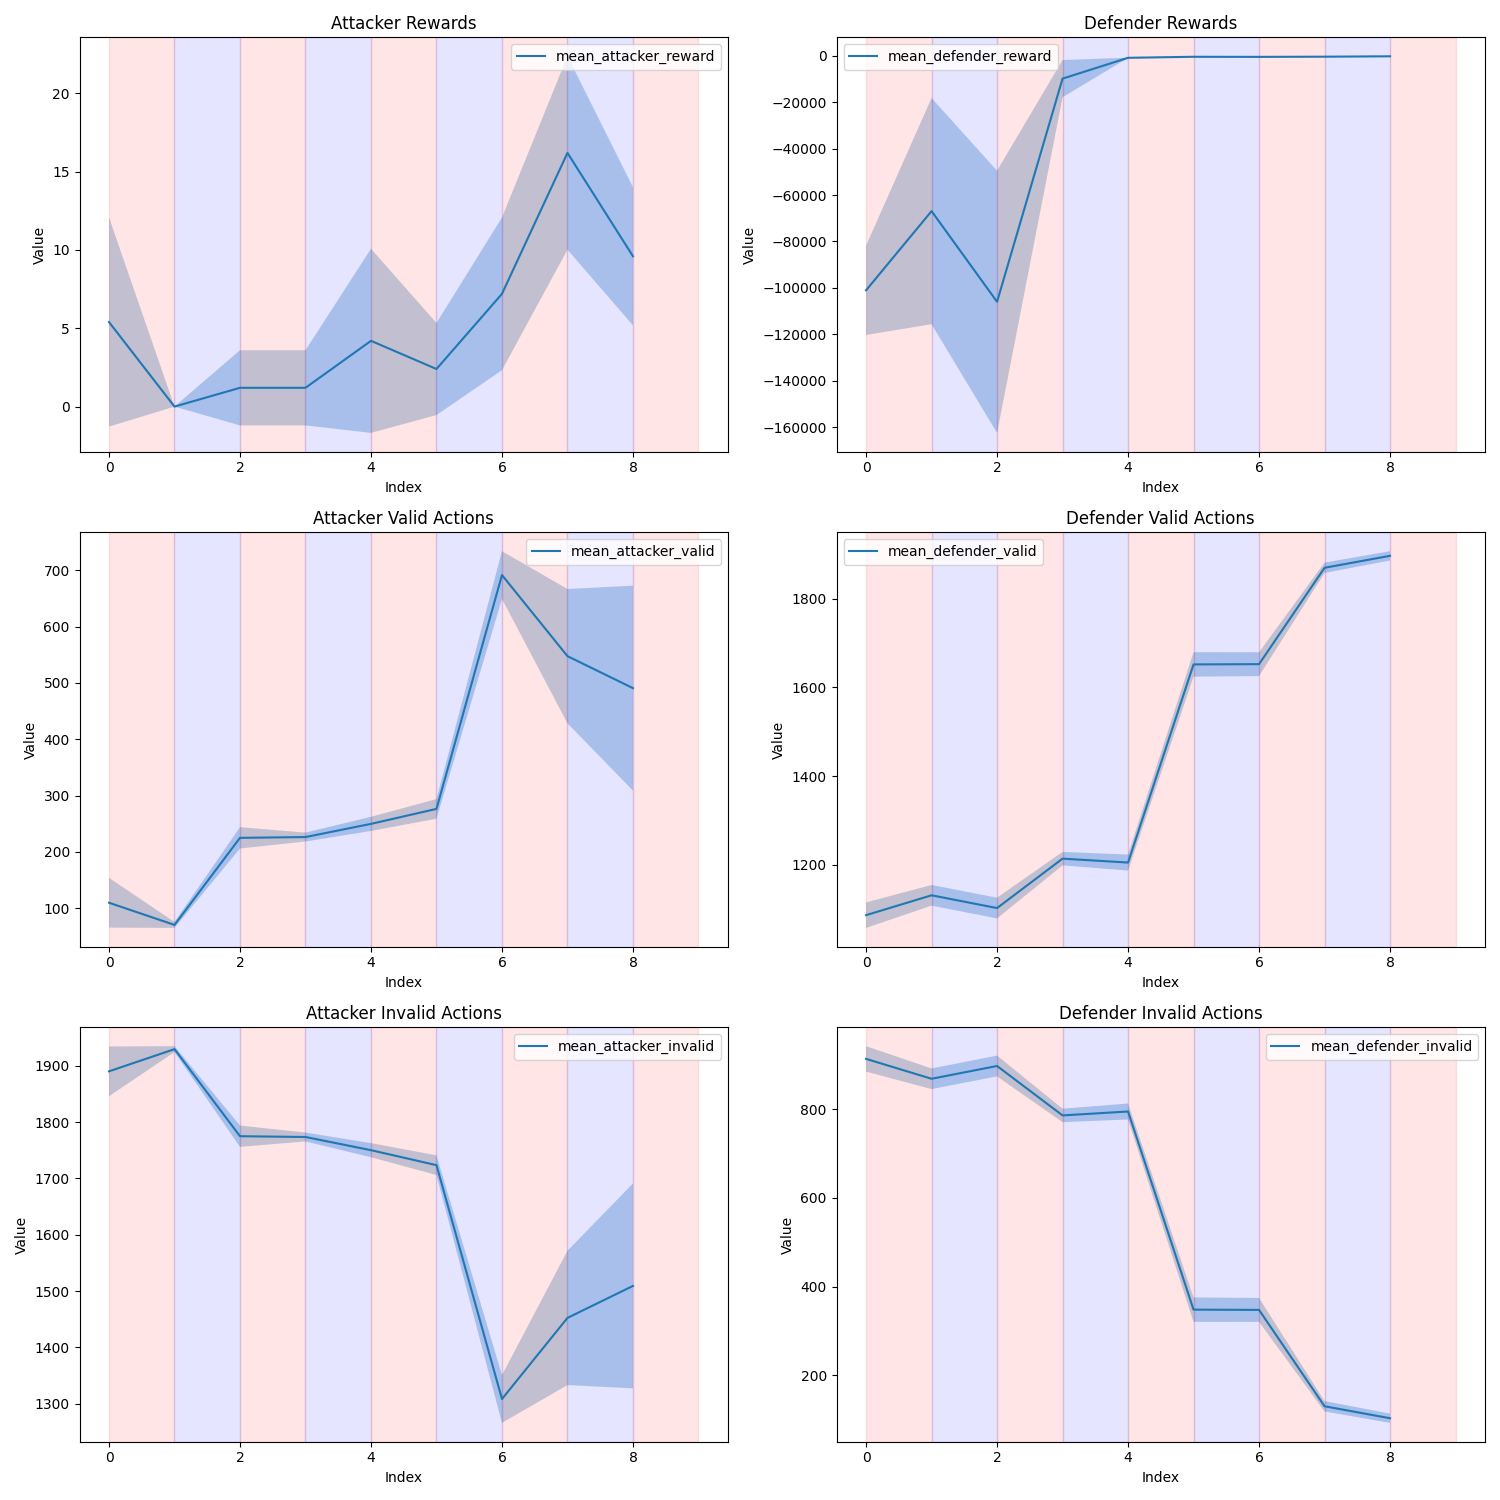 Attacker Rewards
mean_attacker_reward
Value
20
15
10
5
0
0 2 4 6 8
Index
Defender Rewards
mean_defender_reward
Value
0
−20000
−40000
−60000
−80000
−100000
−120000
−140000
−160000
0 2 4 6 8
Index
Attacker Valid Actions
mean_attacker_valid
Value
700
600
500
400
300
200
100
0 2 4 6 8
Index
Defender Valid Actions
mean_defender_valid
Value
1800
1600
1400
1200
0 2 4 6 8
Index
Attacker Invalid Actions
mean_attacker_invalid
Value
1900
1800
1700
1600
1500
1400
1300
0 2 4 6 8
Index
Defender Invalid Actions
mean_defender_invalid
Value
800
600
400
200
0 2 4 6 8
Index